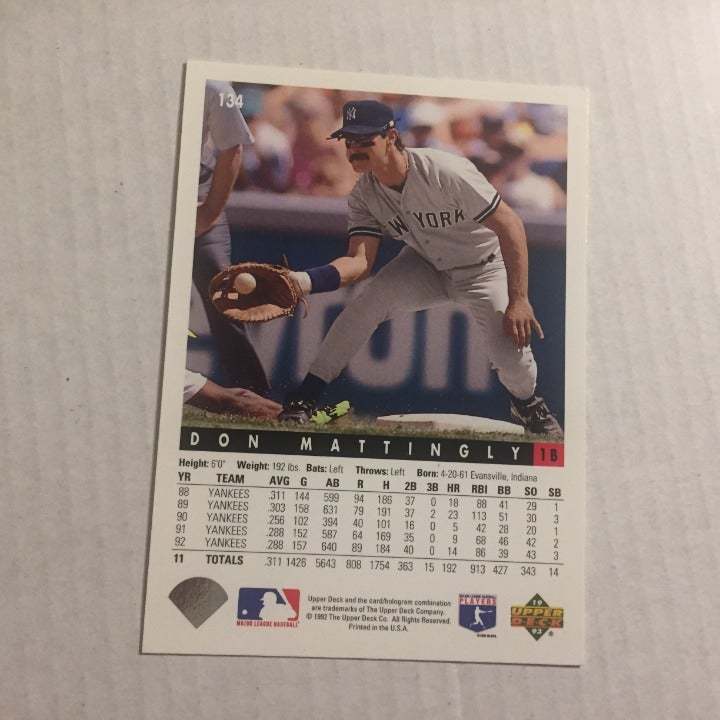 134
NY
NEW YORK
DON MATTINGLY 1B
Height: 6'0" Weight: 192 lbs. Bats: Left Throws: Left Born: 4-20-61 Evansville, Indiana
YR TEAM AVG G AB R H 2B 3B HR RBI BB SO SB
88 YANKEES .311 144 599 94 186 37 0 18 88 41 29 1
89 YANKEES .303 158 631 79 191 37 2 23 113 51 30 3
90 YANKEES .256 102 394 40 101 16 0 5 42 28 20 1
91 YANKEES .288 152 587 64 169 35 0 9 68 46 42 2
92 YANKEES .288 157 640 89 184 40 0 14 86 39 43 3
11 TOTALS .311 1426 5643 808 1754 363 15 192 913 427 343 14
MAJOR LEAGUE BASEBALL
Upper Deck and the card/hologram combination
are trademarks of The Upper Deck Company.
© 1992 The Upper Deck Co. All Rights Reserved.
Printed in the U.S.A.
PLAYERS
19 UPPER DECK 93 ®